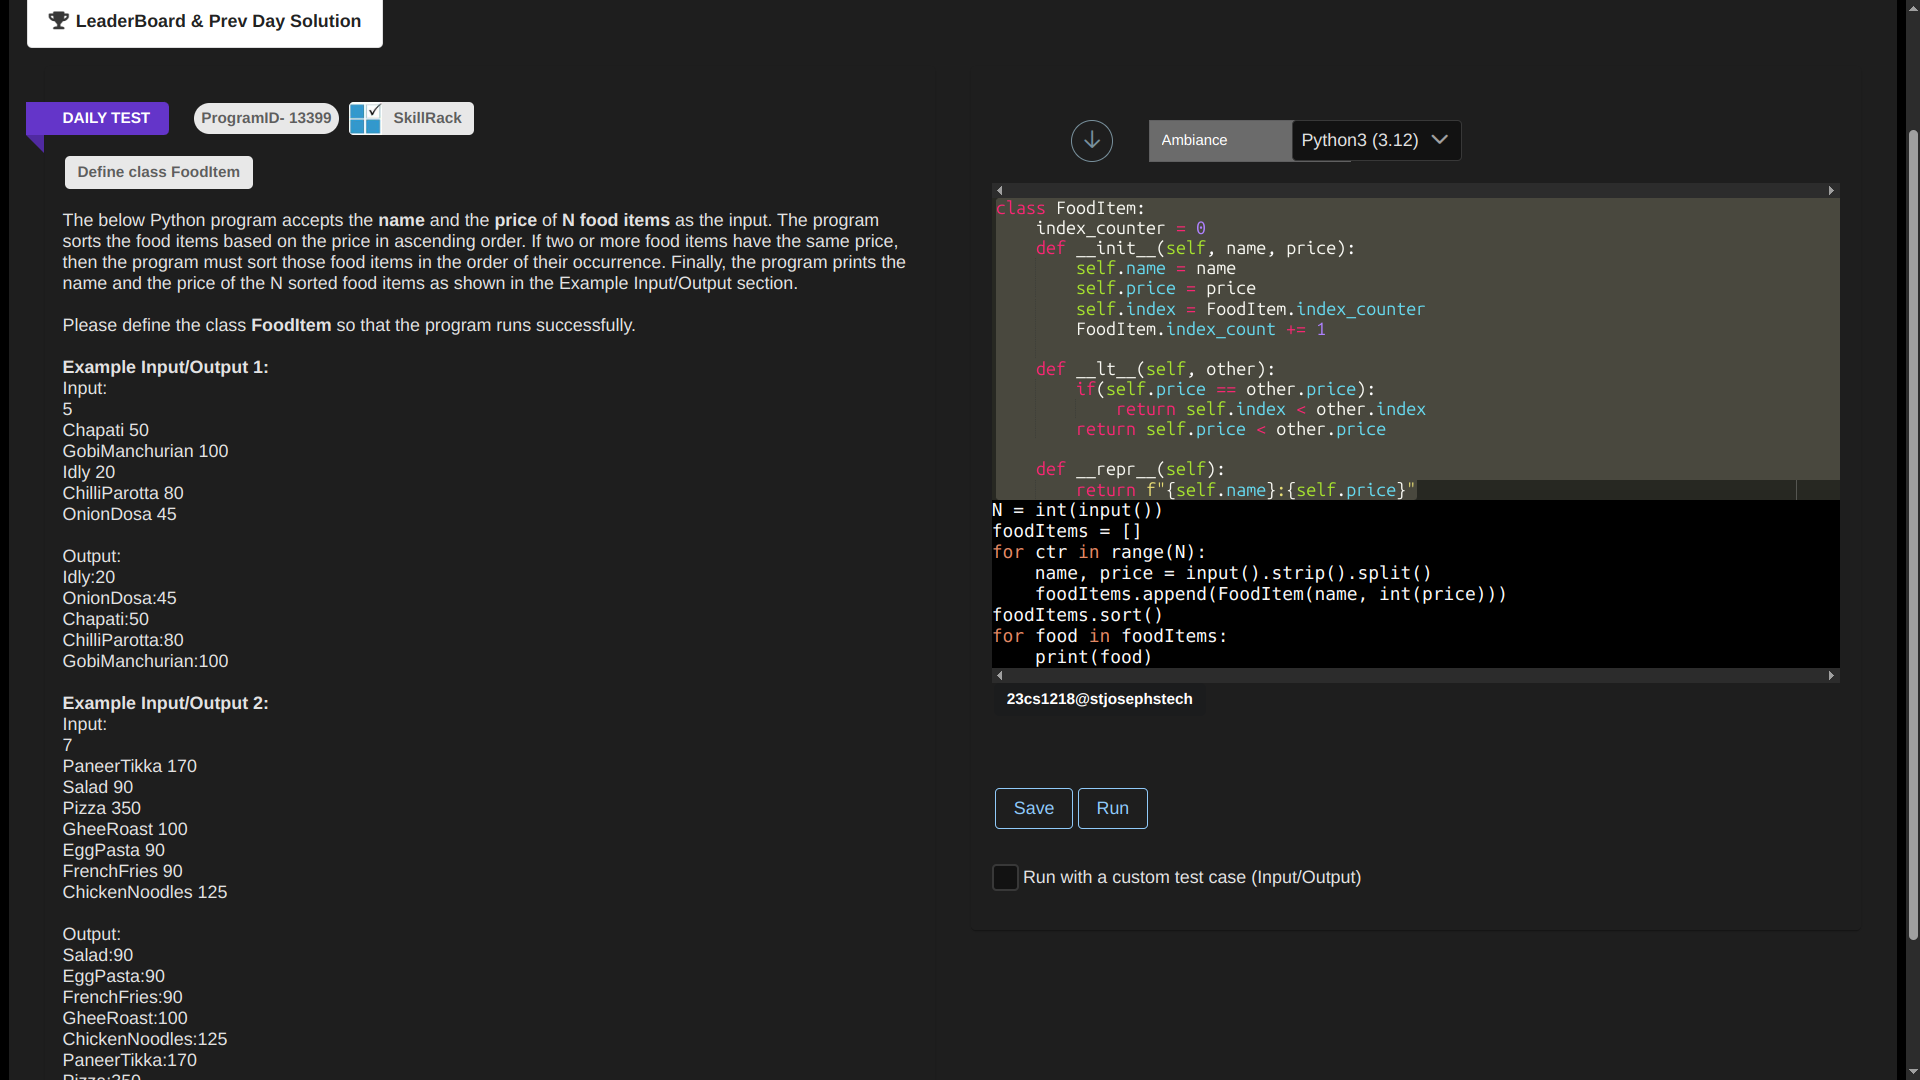 LeaderBoard & Prev Day Solution
DAILY TEST
ProgramID- 13399
SkillRack
Define class FoodItem
The below Python program accepts the name and the price of N food items as the input. The program
sorts the food items based on the price in ascending order. If two or more food items have the same price,
then the program must sort those food items in the order of their occurrence. Finally, the program prints the
name and the price of the N sorted food items as shown in the Example Input/Output section.
Please define the class FoodItem so that the program runs successfully.
Example Input/Output 1:
Input:
5
Chapati 50
GobiManchurian 100
Idly 20
ChilliParotta 80
OnionDosa 45
Output:
Idly:20
OnionDosa:45
Chapati:50
ChilliParotta:80
GobiManchurian:100
Example Input/Output 2:
Input:
7
PaneerTikka 170
Salad 90
Pizza 350
GheeRoast 100
EggPasta 90
FrenchFries 90
ChickenNoodles 125
Output:
Salad:90
EggPasta:90
FrenchFries:90
GheeRoast:100
ChickenNoodles:125
PaneerTikka:170
Pizza:350
Ambiance
Python3 (3.12)
class FoodItem:
    index_counter = 0
    def __init__(self, name, price):
        self.name = name
        self.price = price
        self.index = FoodItem.index_counter
        FoodItem.index_count += 1
    def __lt__(self, other):
        if(self.price == other.price):
            return self.index < other.index
        return self.price < other.price
    def __repr__(self):
        return f"{self.name}:{self.price}"
N = int(input())
foodItems = []
for ctr in range(N):
    name, price = input().strip().split()
    foodItems.append(FoodItem(name, int(price)))
foodItems.sort()
for food in foodItems:
    print(food)
23cs1218@stjosephstech
Save
Run
Run with a custom test case (Input/Output)